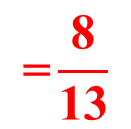 = 8/13